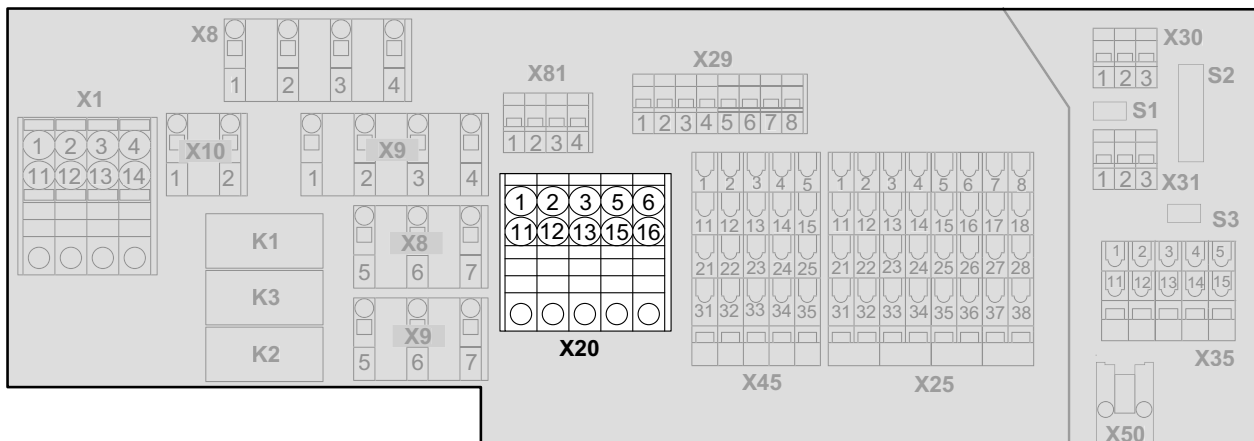 X8
1 2 3 4
X1
1 2 3 4
11 12 13 14
X10
1 2
X9
1 2 3 4
K1
K3
K2
X8
5 6 7
X9
5 6 7
X81
1 2 3 4
X29
1 2 3 4 5 6 7 8
1 2 3 5 6
11 12 13 15 16
X20
1 2 3 4 5
11 12 13 14 15
21 22 23 24 25
31 32 33 34 35
X45
1 2 3 4 5 6 7 8
11 12 13 14 15 16 17 18
21 22 23 24 25 26 27 28
31 32 33 34 35 36 37 38
X25
X30
1 2 3
S2
S1
1 2 3
X31
S3
1 2 3 4 5
11 12 13 14 15
X35
X50